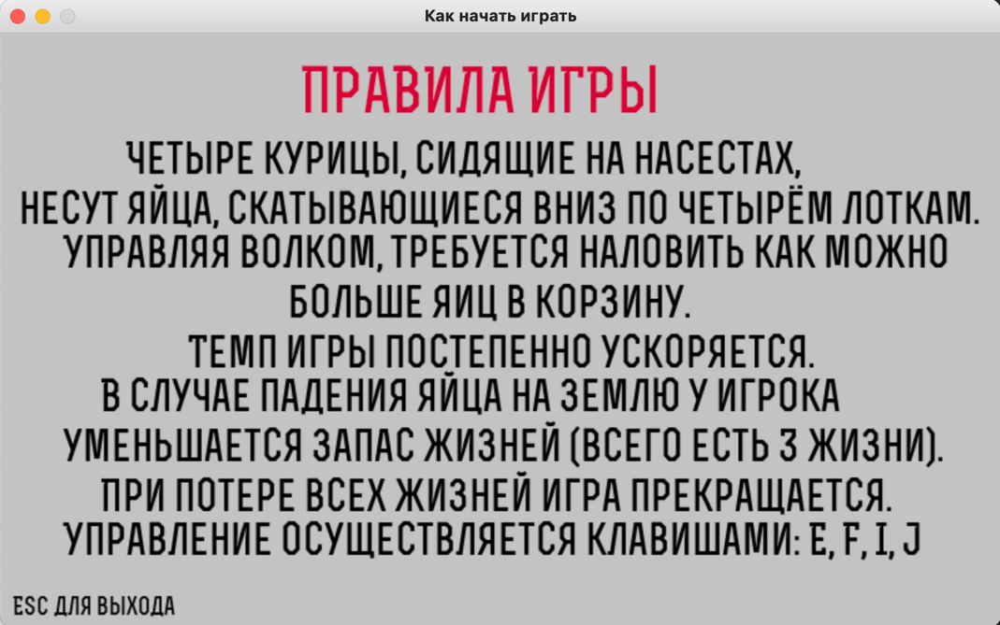 Как начать играть
ПРАВИЛА ИГРЫ
ЧЕТЫРЕ КУРИЦЫ, СИДЯЩИЕ НА НАСЕСТАХ,
НЕСУТ ЯЙЦА, СКАТЫВАЮЩИЕСЯ ВНИЗ ПО ЧЕТЫРЁМ ЛОТКАМ.
УПРАВЛЯЯ ВОЛКОМ, ТРЕБУЕТСЯ НАЛОВИТЬ КАК МОЖНО
БОЛЬШЕ ЯИЦ В КОРЗИНУ.
ТЕМП ИГРЫ ПОСТЕПЕННО УСКОРЯЕТСЯ.
В СЛУЧАЕ ПАДЕНИЯ ЯЙЦА НА ЗЕМЛЮ У ИГРОКА
УМЕНЬШАЕТСЯ ЗАПАС ЖИЗНЕЙ (ВСЕГО ЕСТЬ 3 ЖИЗНИ).
ПРИ ПОТЕРЕ ВСЕХ ЖИЗНЕЙ ИГРА ПРЕКРАЩАЕТСЯ.
УПРАВЛЕНИЕ ОСУЩЕСТВЛЯЕТСЯ КЛАВИШАМИ: E, F, I, J
ESC ДЛЯ ВЫХОДА